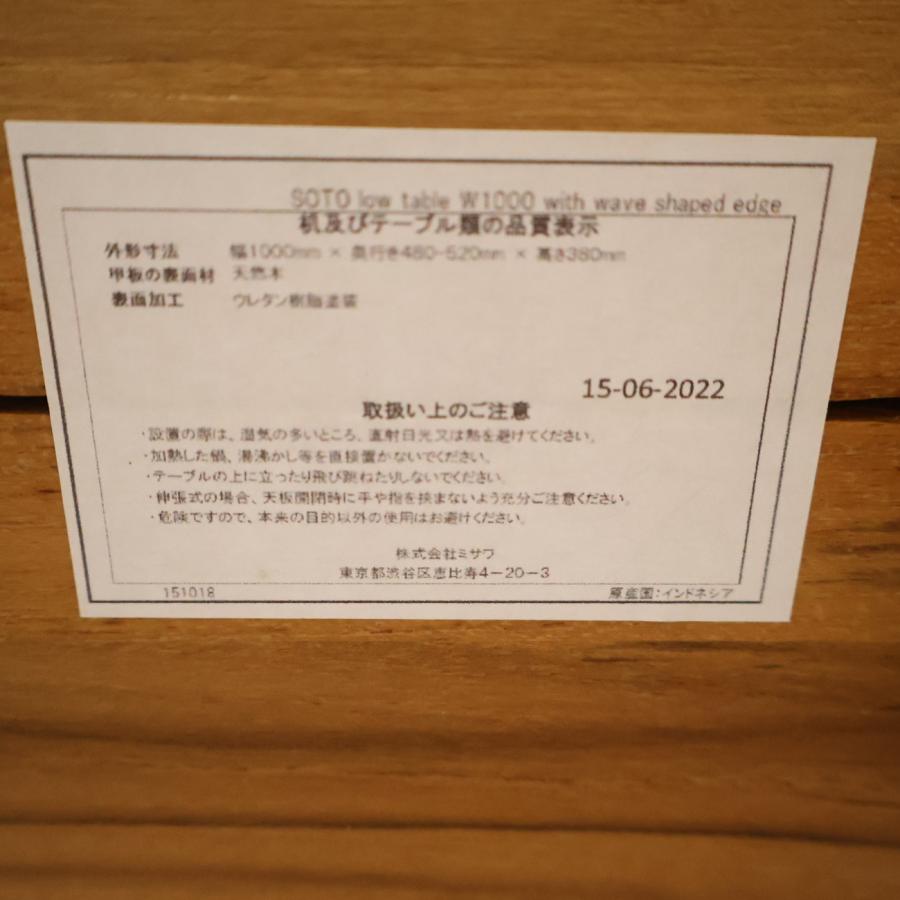 SOTO low table W1000 with wave shaped edge
机及びテーブル類の品質表示
外形寸法 幅1000mm × 奥行き480-520mm × 高さ380mm
甲板の表面材 天然木
表面加工 ウレタン樹脂塗装
15-06-2022
取扱い上のご注意
・設置の際は、湿気の多いところ、直射日光又は熱を避けてください。
・加熱した鍋、湯沸かし等を直接置かないでください。
・テーブルの上に立ったり飛び跳ねたりしないでください。
・伸張式の場合、天板開閉時に手や指を挟まないよう充分ご注意ください。
・危険ですので、本来の目的以外の使用はお避けください。
株式会社ミサワ
東京都渋谷区恵比寿4-20-3
151018 原産国:インドネシア